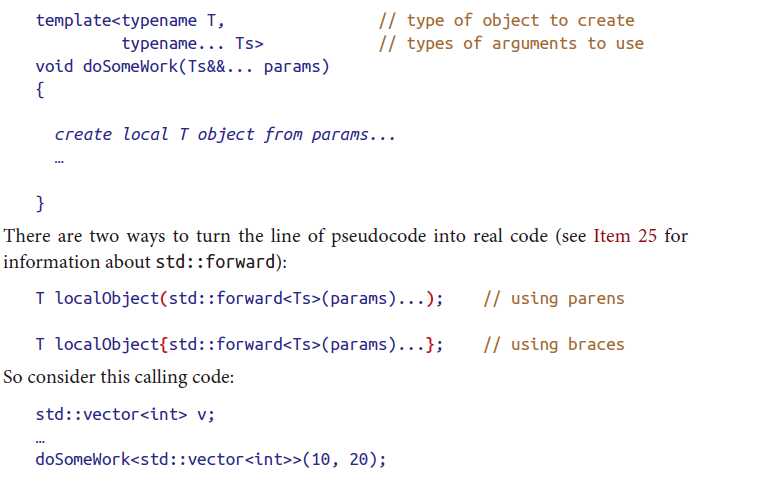 template<typename T, // type of object to create
typename... Ts> // types of arguments to use
void doSomeWork(Ts&&... params)
{
create local T object from params...
…
}
There are two ways to turn the line of pseudocode into real code (see Item 25 for
information about std::forward):
T localObject(std::forward<Ts>(params)...); // using parens
T localObject{std::forward<Ts>(params)...}; // using braces
So consider this calling code:
std::vector<int> v;
…
doSomeWork<std::vector<int>>(10, 20);